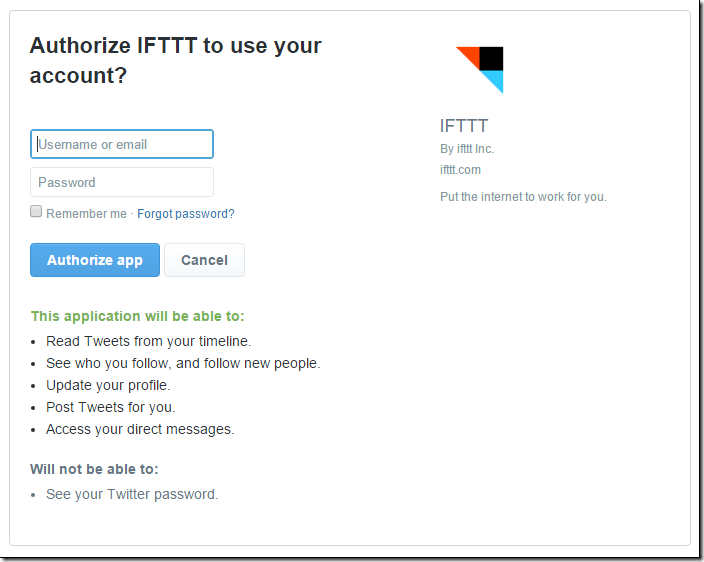 Authorize IFTTT to use your
account?
Username or email
Password
Remember me · Forgot password?
Authorize app
Cancel
This application will be able to:
• Read Tweets from your timeline.
• See who you follow, and follow new people.
• Update your profile.
• Post Tweets for you.
• Access your direct messages.
Will not be able to:
• See your Twitter password.
IFTTT
By ifttt Inc.
ifttt.com
Put the internet to work for you.